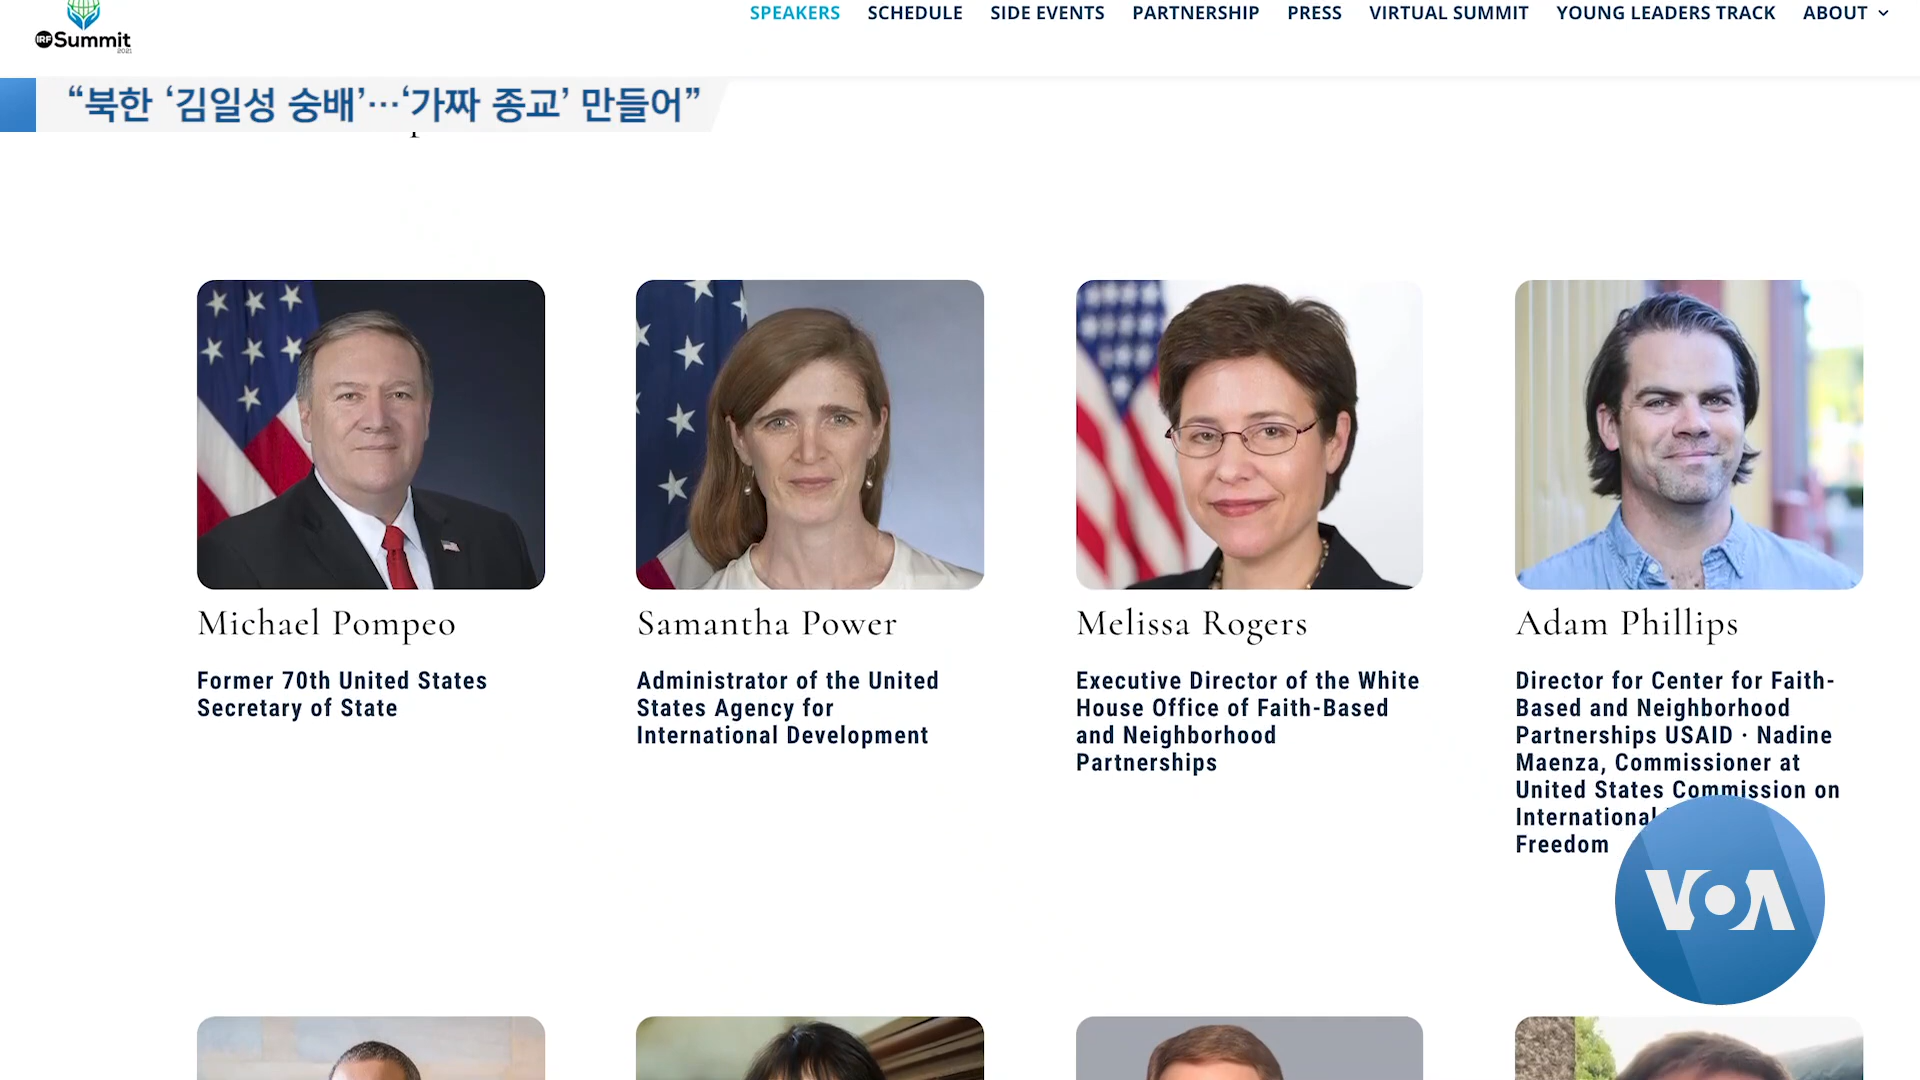 IRF Summit
2021
SPEAKERS SCHEDULE SIDE EVENTS PARTNERSHIP PRESS VIRTUAL SUMMIT YOUNG LEADERS TRACK ABOUT
“북한 ‘김일성 숭배’…‘가짜 종교’ 만들어”
Michael Pompeo
Former 70th United States
Secretary of State
Samantha Power
Administrator of the United
States Agency for
International Development
Melissa Rogers
Executive Director of the White
House Office of Faith-Based
and Neighborhood
Partnerships
Adam Phillips
Director for Center for Faith-
Based and Neighborhood
Partnerships USAID · Nadine
Maenza, Commissioner at
United States Commission on
International
Freedom
VOA